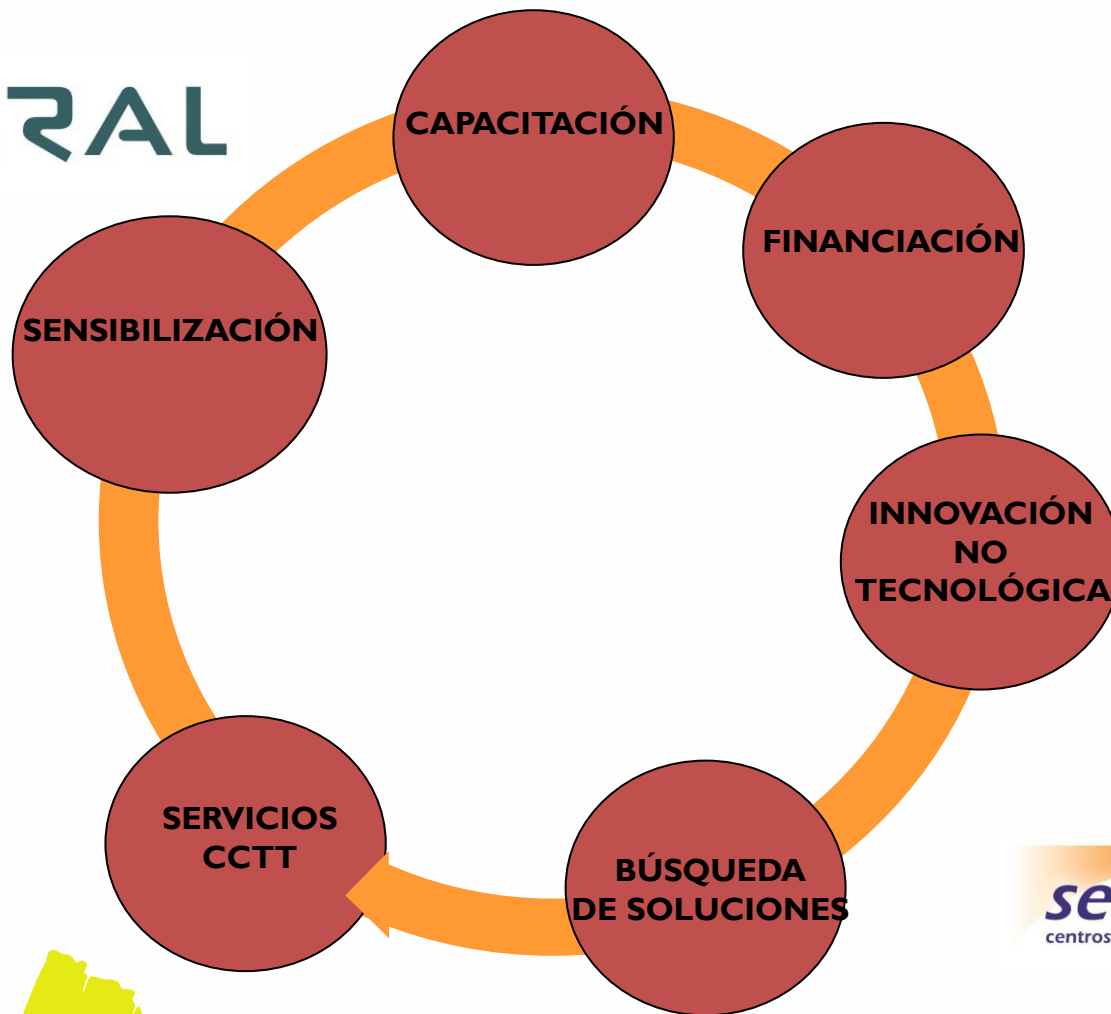 RAL
CAPACITACIÓN
FINANCIACIÓN
SENSIBILIZACIÓN
INNOVACIÓN
NO
TECNOLÓGICA
SERVICIOS
CCTT
BÚSQUEDA
DE SOLUCIONES
se
centros